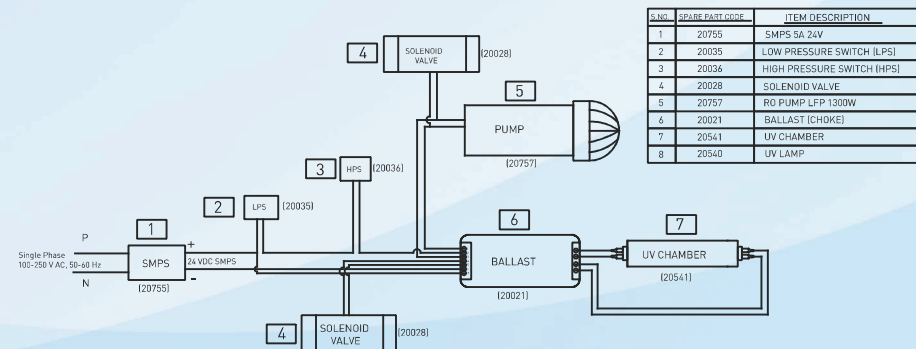 S.NO. SPARE PART CODE ITEM DESCRIPTION
1 20755 SMPS 5A 24V
2 20035 LOW PRESSURE SWITCH (LPS)
3 20036 HIGH PRESSURE SWITCH (HPS)
4 20028 SOLENOID VALVE
5 20757 RO PUMP LFP 1300W
6 20021 BALLAST (CHOKE)
7 20541 UV CHAMBER
8 20540 UV LAMP
4
SOLENOID
VALVE
(20028)
5
PUMP
(20757)
3
HPS
(20036)
2
LPS
(20035)
1
P
Single Phase
100-250 V AC, 50-60 Hz
N
SMPS
(20755)
+
24 VDC SMPS
-
6
BALLAST
(20021)
7
UV CHAMBER
(20541)
4
SOLENOID
VALVE
(20028)